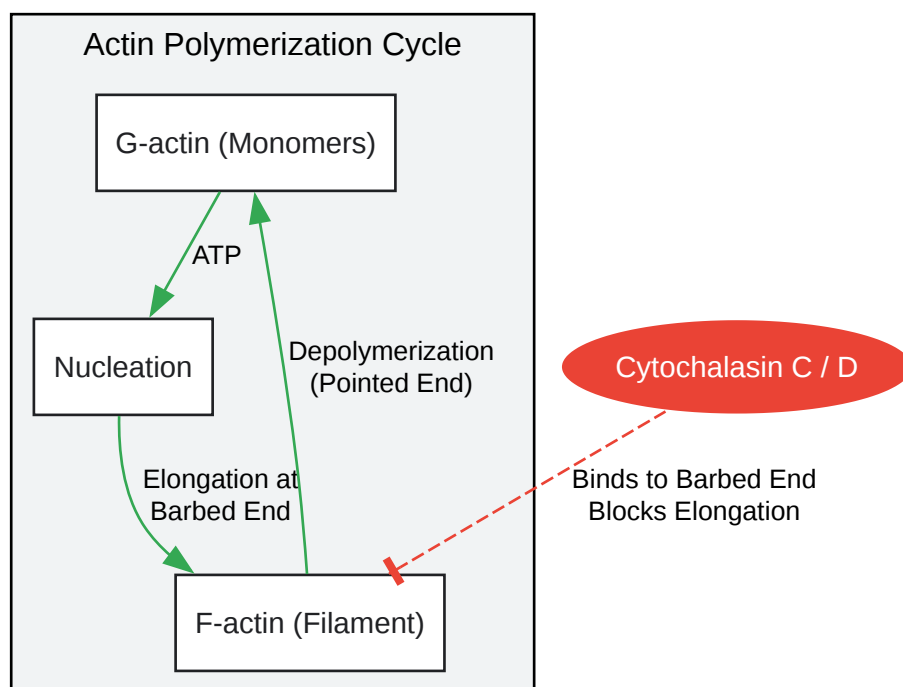 Actin Polymerization Cycle
G-actin (Monomers)
ATP
Nucleation
Depolymerization
(Pointed End)
Cytochalasin C / D
Elongation at
Barbed End
Binds to Barbed End
Blocks Elongation
F-actin (Filament)